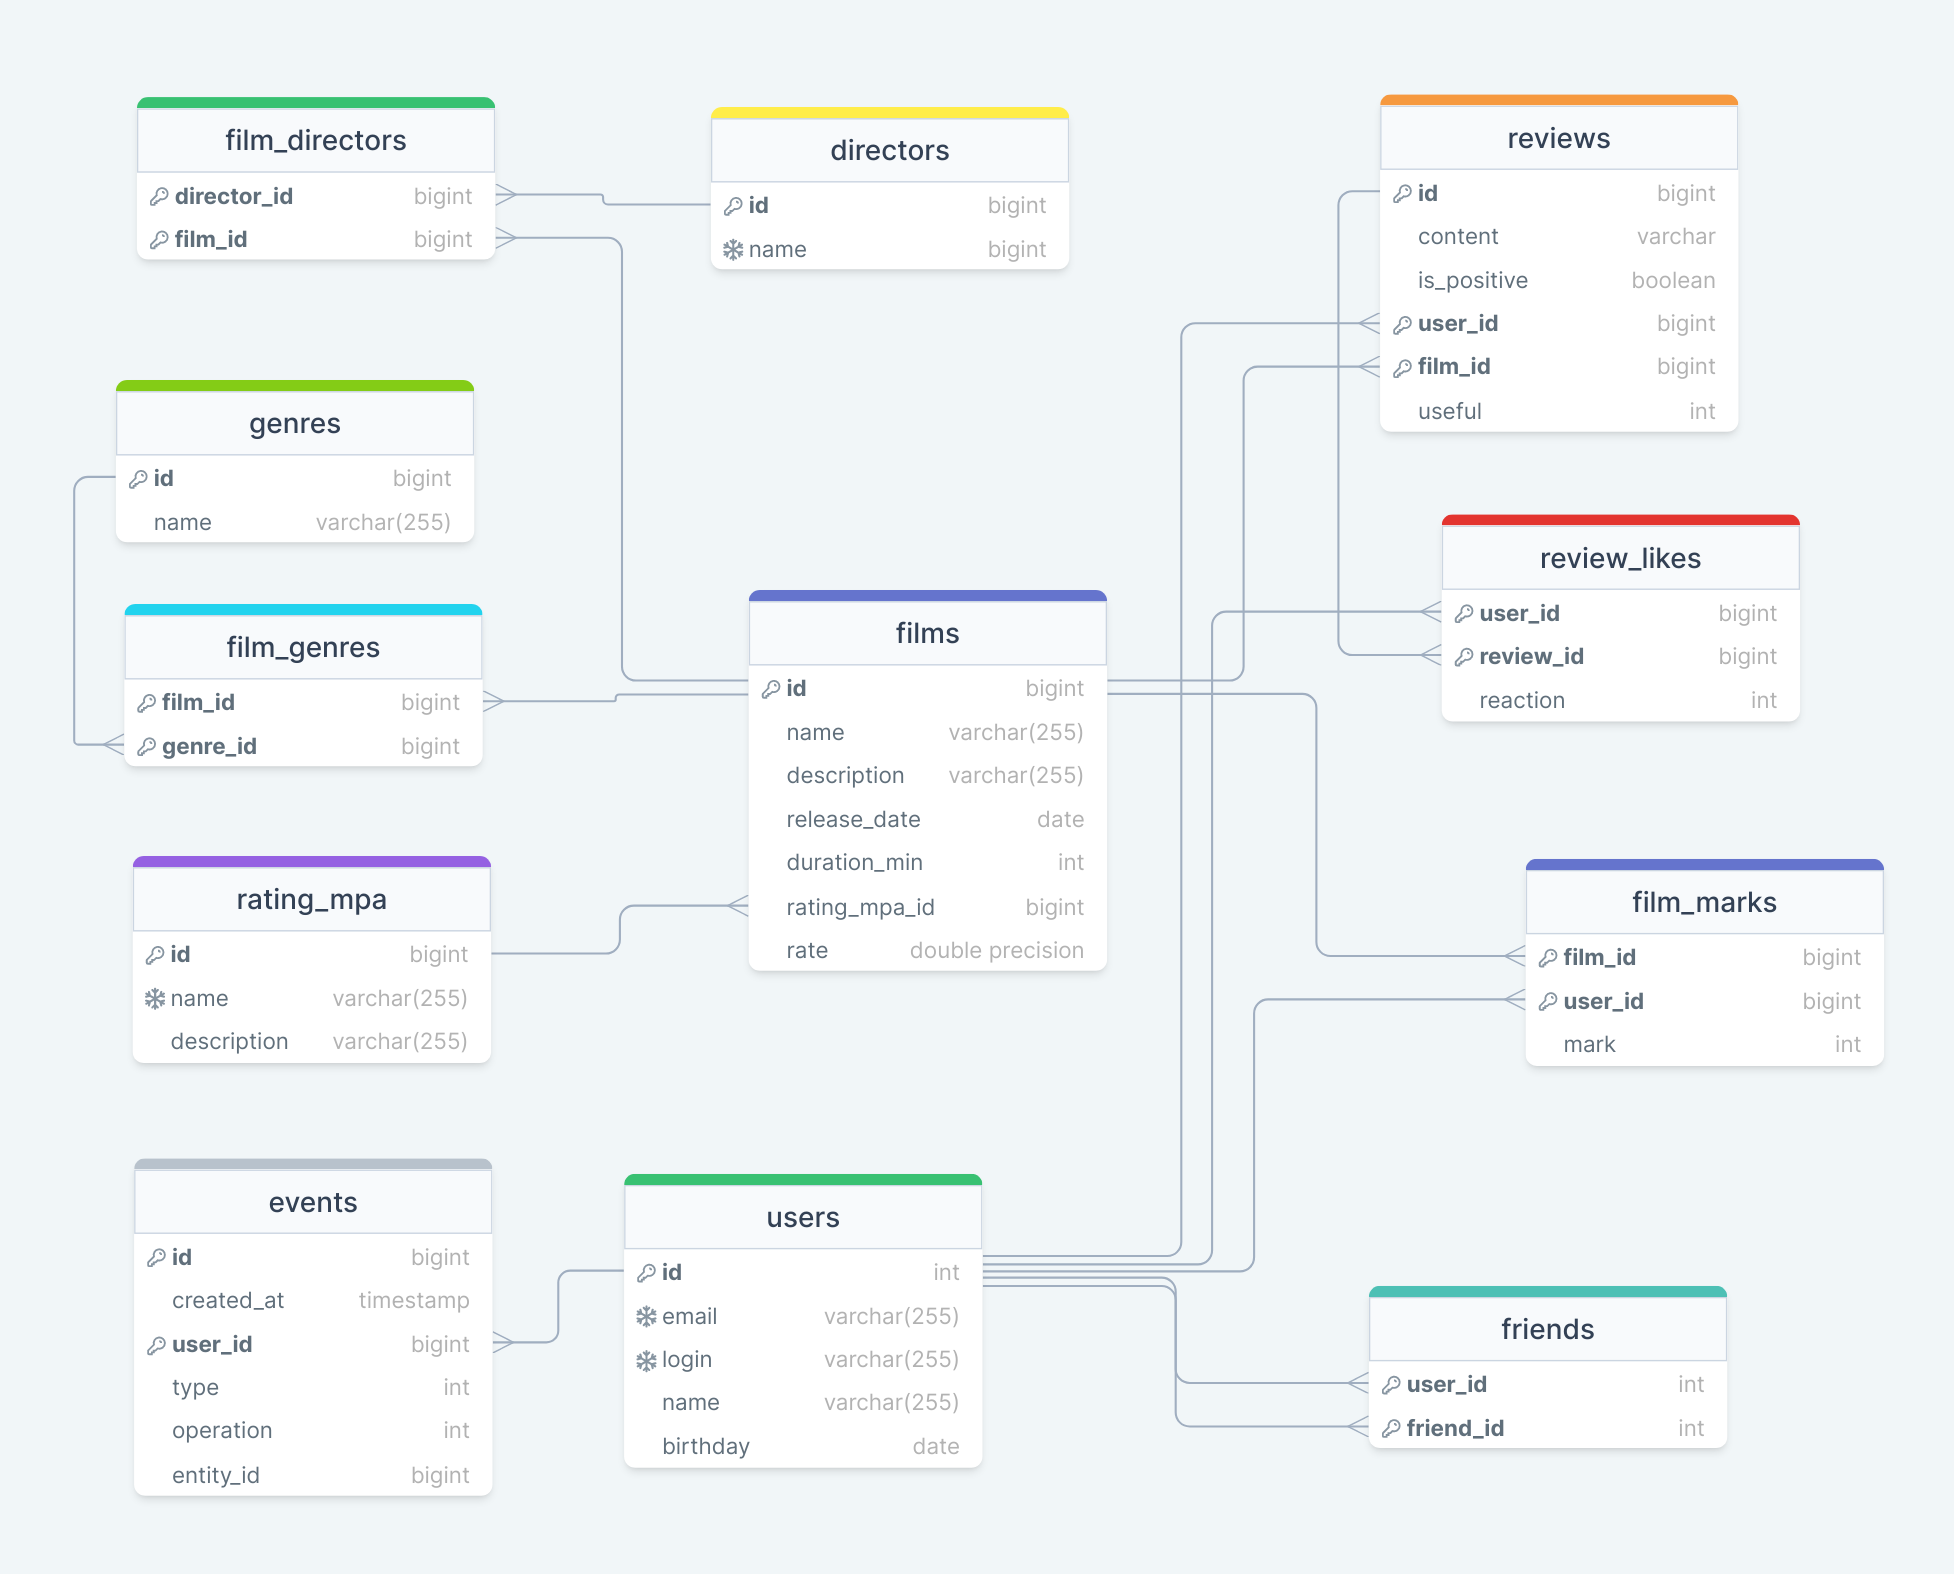 film_directors
director_id bigint
film_id bigint
directors
id bigint
name bigint
reviews
id bigint
content varchar
is_positive boolean
user_id bigint
film_id bigint
useful int
genres
id bigint
name varchar(255)
review_likes
user_id bigint
review_id bigint
reaction int
film_genres
film_id bigint
genre_id bigint
films
id bigint
name varchar(255)
description varchar(255)
release_date date
duration_min int
rating_mpa_id bigint
rate double precision
rating_mpa
id bigint
name varchar(255)
description varchar(255)
film_marks
film_id bigint
user_id bigint
mark int
events
id bigint
created_at timestamp
user_id bigint
type int
operation int
entity_id bigint
users
id int
email varchar(255)
login varchar(255)
name varchar(255)
birthday date
friends
user_id int
friend_id int